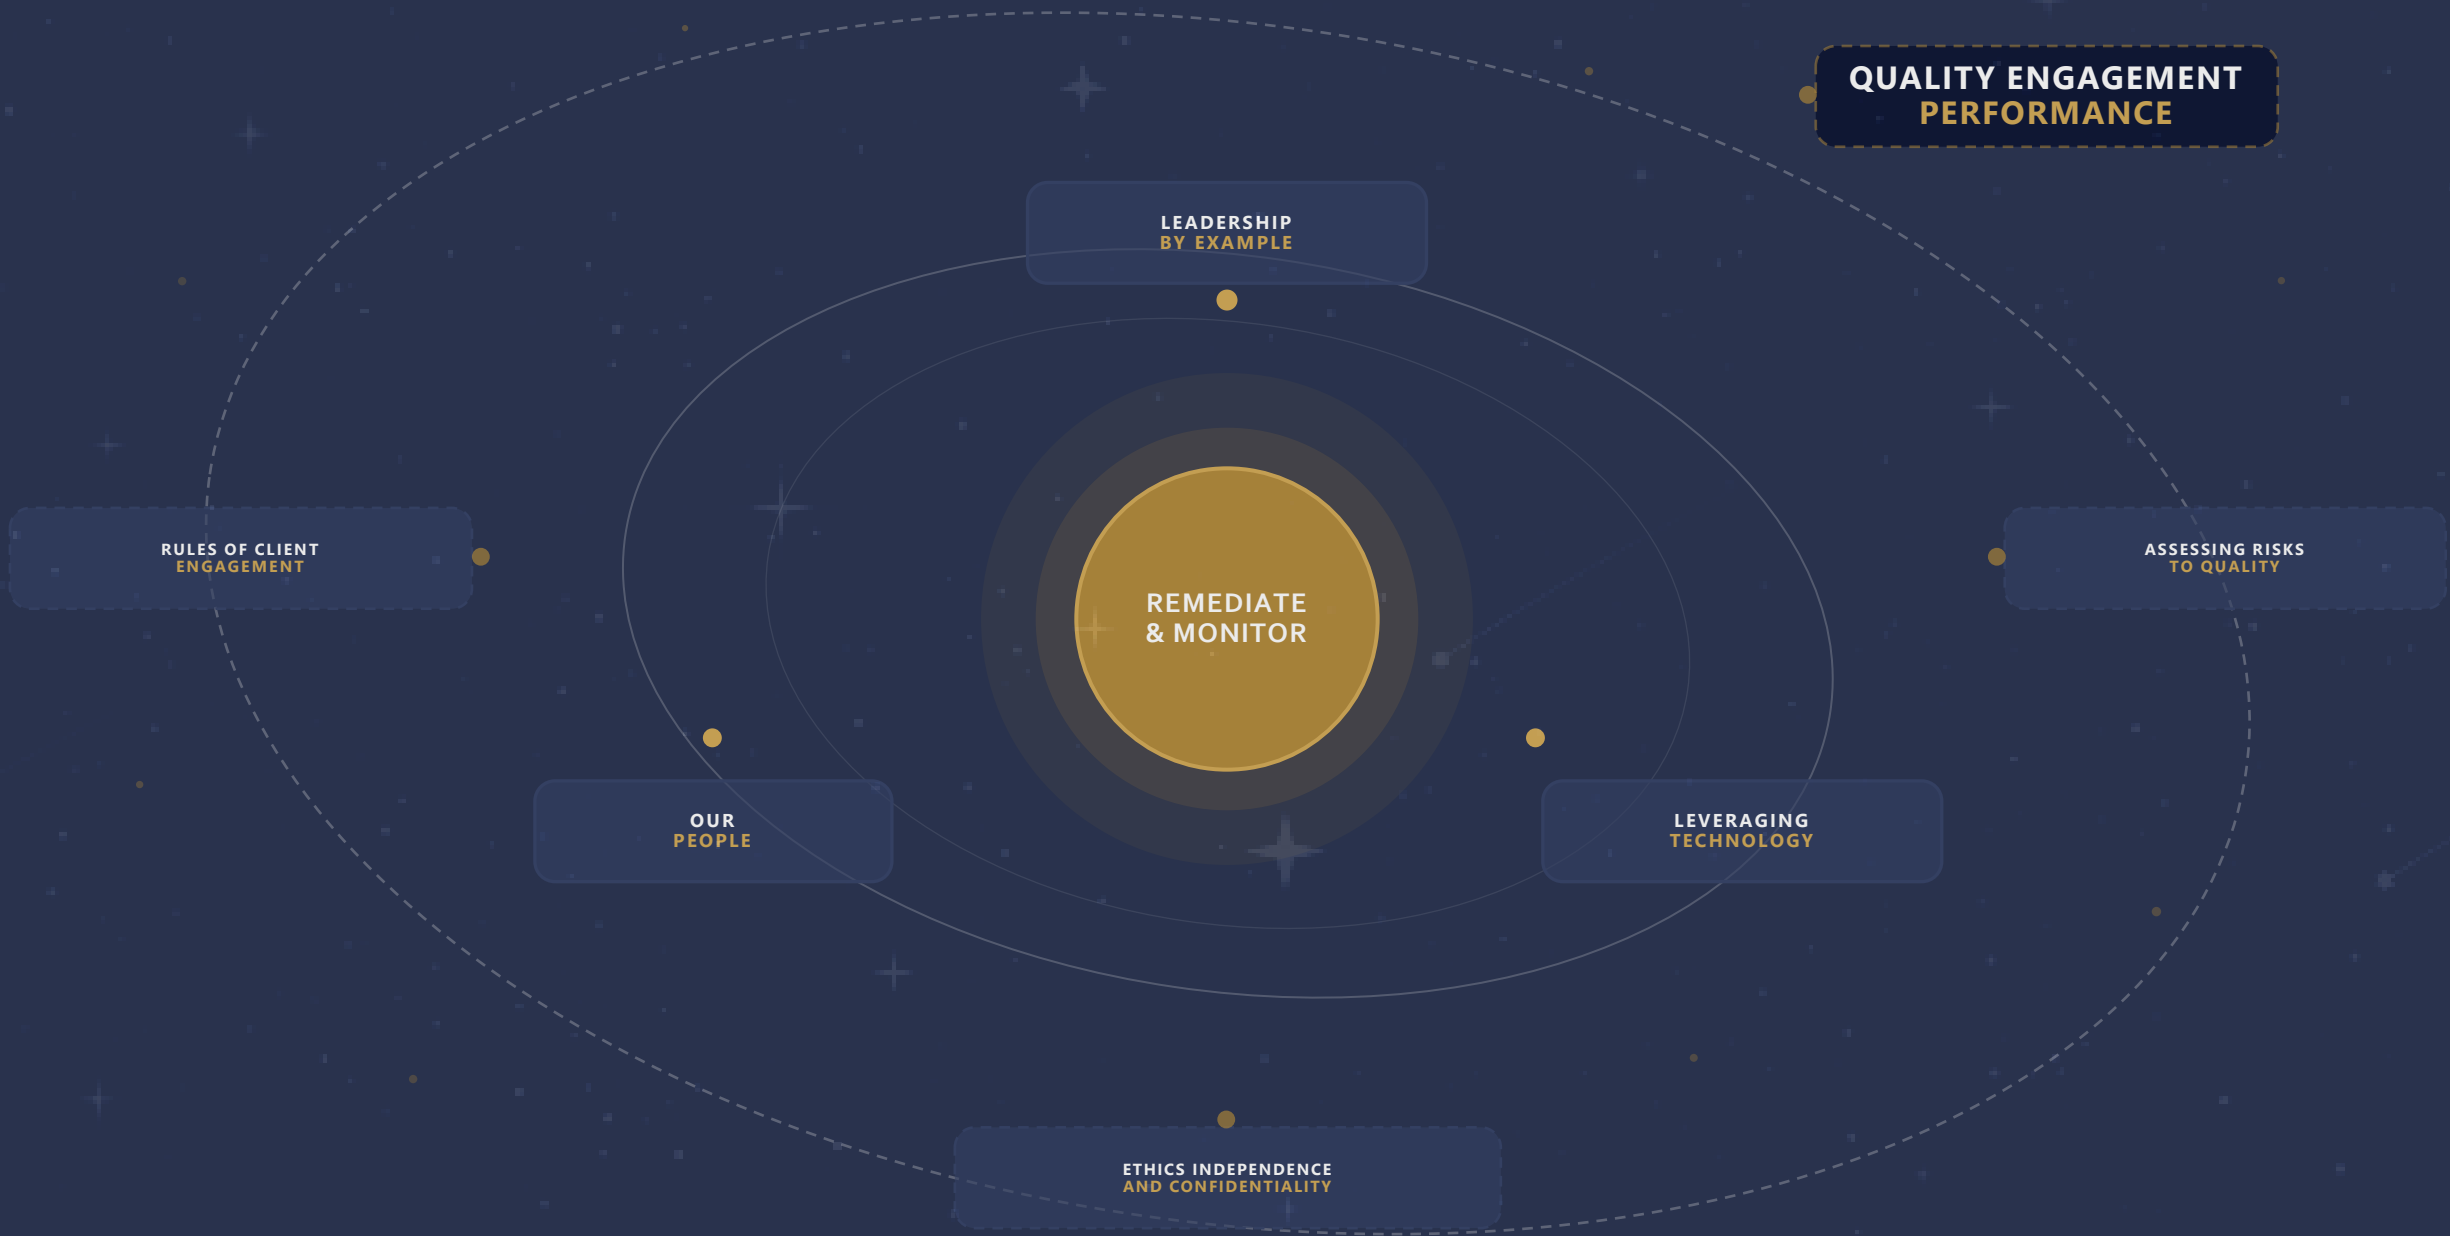 QUALITY ENGAGEMENT
PERFORMANCE
LEADERSHIP
BY EXAMPLE
RULES OF CLIENT
ENGAGEMENT
ASSESSING RISKS
TO QUALITY
REMEDIATE
& MONITOR
OUR
PEOPLE
LEVERAGING
TECHNOLOGY
ETHICS INDEPENDENCE
AND CONFIDENTIALITY